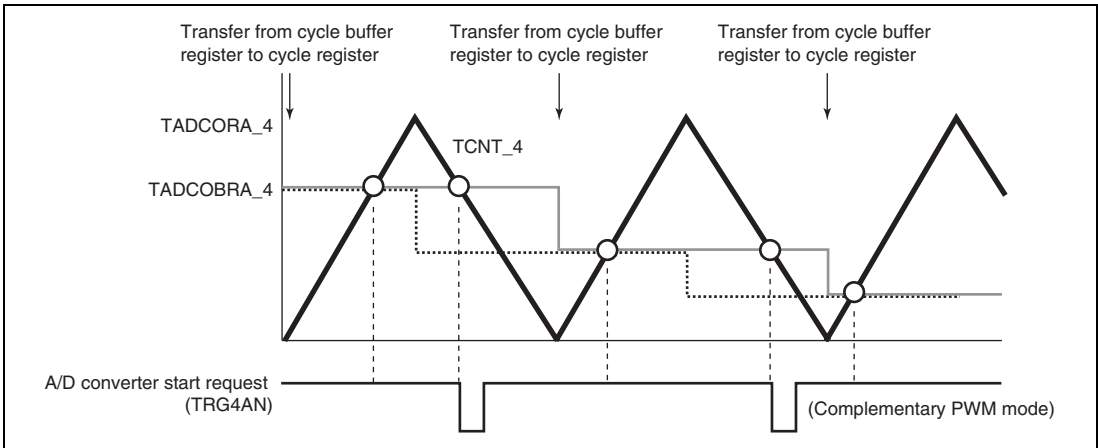 Transfer from cycle buffer
register to cycle register
Transfer from cycle buffer
register to cycle register
Transfer from cycle buffer
register to cycle register
TADCORA_4
TCNT_4
TADCOBRA_4
A/D converter start request
(TRG4AN)
(Complementary PWM mode)